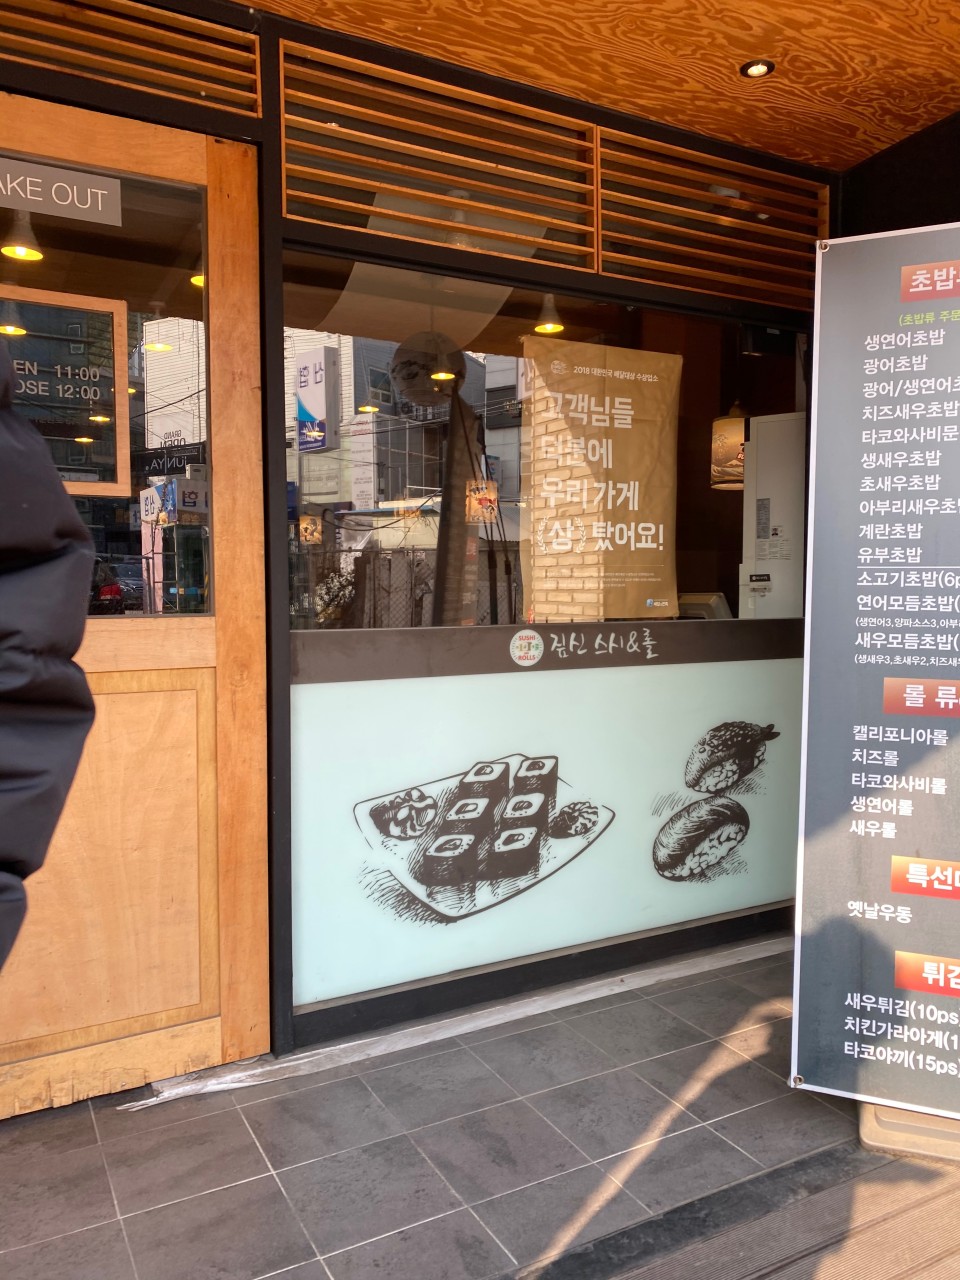 AKE OUT
EN 11:00
OSE 12:00
신협
BRAND
OPEN
JUNYA.
2018 대한민국 배달대상 수상업소
고객님들
덕분에
우리가게
상 탔어요!
SUSHI
ROLLS
김신 스시&롤
초밥
(초밥류 주문
생연어초밥
광어초밥
광어/생연어초
치즈새우초밥
타코와사비문
생새우초밥
초새우초밥
아부리새우초
계란초밥
유부초밥
소고기초밥(6p
연어모듬초밥(
(생연어3,양파소스3,아부
새우모듬초밥(
(생새우3,초새우2,치즈새
롤 류
캘리포니아롤
치즈롤
타코와사비롤
생연어롤
새우롤
특선
옛날우동
튀김
새우튀김(10ps)
치킨가라아게(1
타코야끼(15ps)